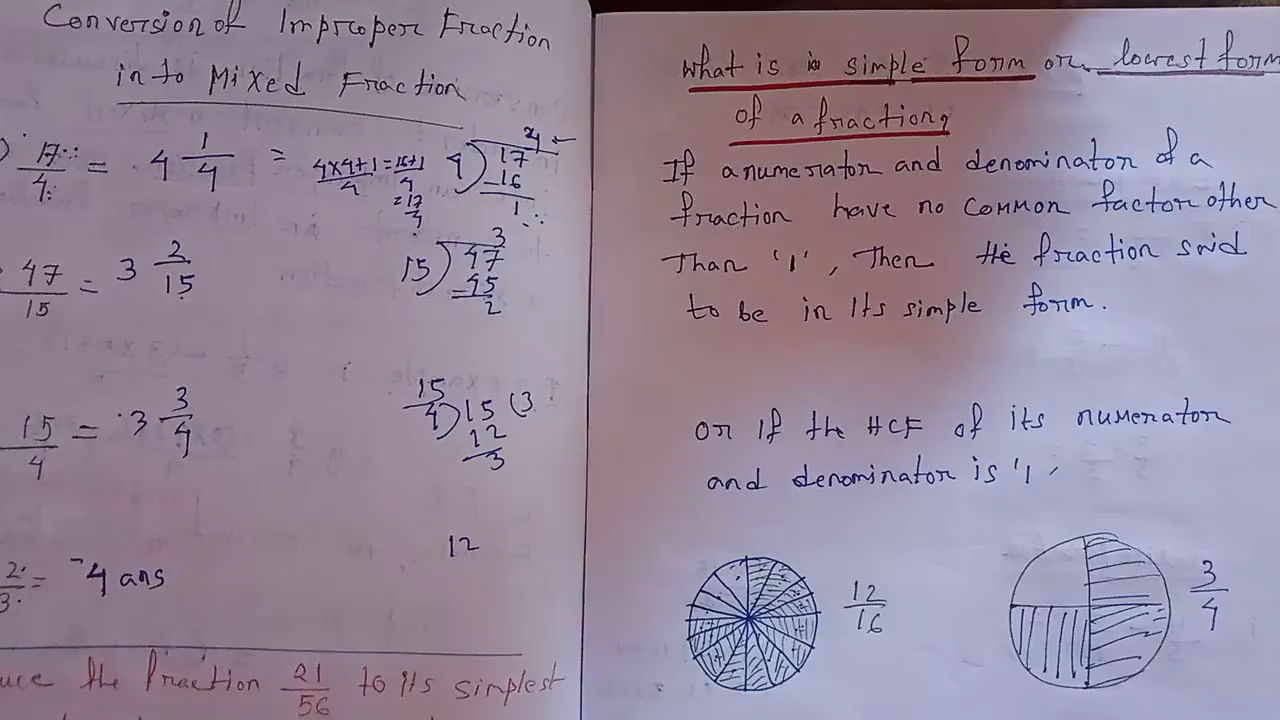 Conversion of Improper Fraction
into Mixed Fraction
17/4 = 4 1/4 = 4x4+1/4 = 16+1/4
= 17/4
4) 17 4
16
1
47/15 = 3 2/15
15) 47 3
45
2
15/4 = 3 3/4
15/4) 15 (3
12
3
12
= 4 ans
the fraction 21/56 to its simplest
What is simple form or lowest form
of a fraction?
If a numerator and denominator of a
fraction have no common factor other
Than '1', Then the fraction said
to be in Its simple form.
or If the HCF of its numerator
and denominator is '1'
12/16
3/4